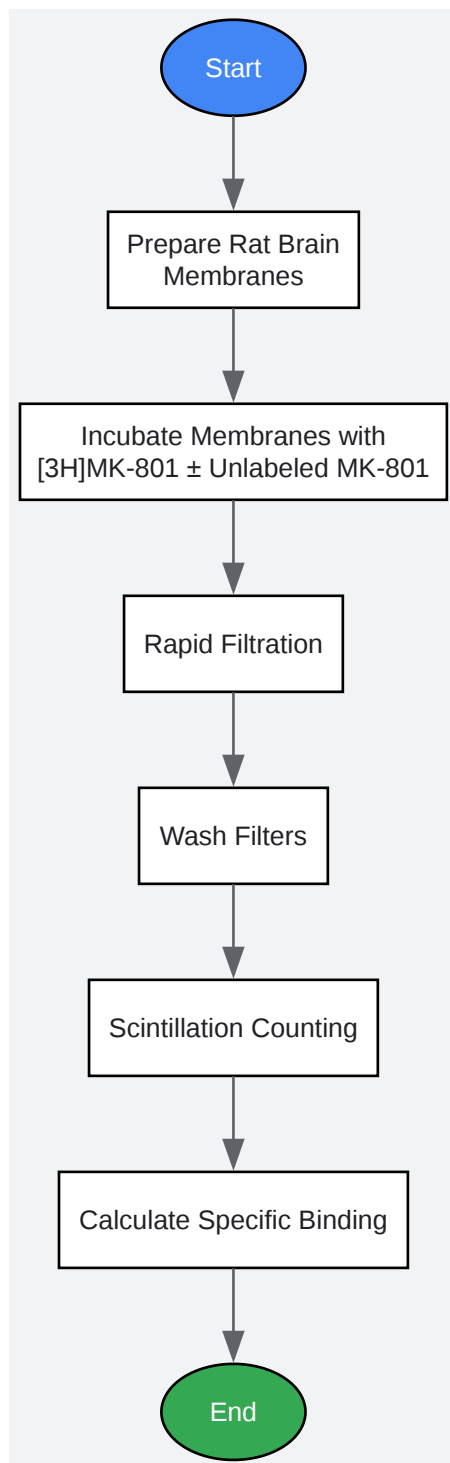 Start
Prepare Rat Brain
Membranes
Incubate Membranes with
[3H]MK-801 ± Unlabeled MK-801
Rapid Filtration
Wash Filters
Scintillation Counting
Calculate Specific Binding
End